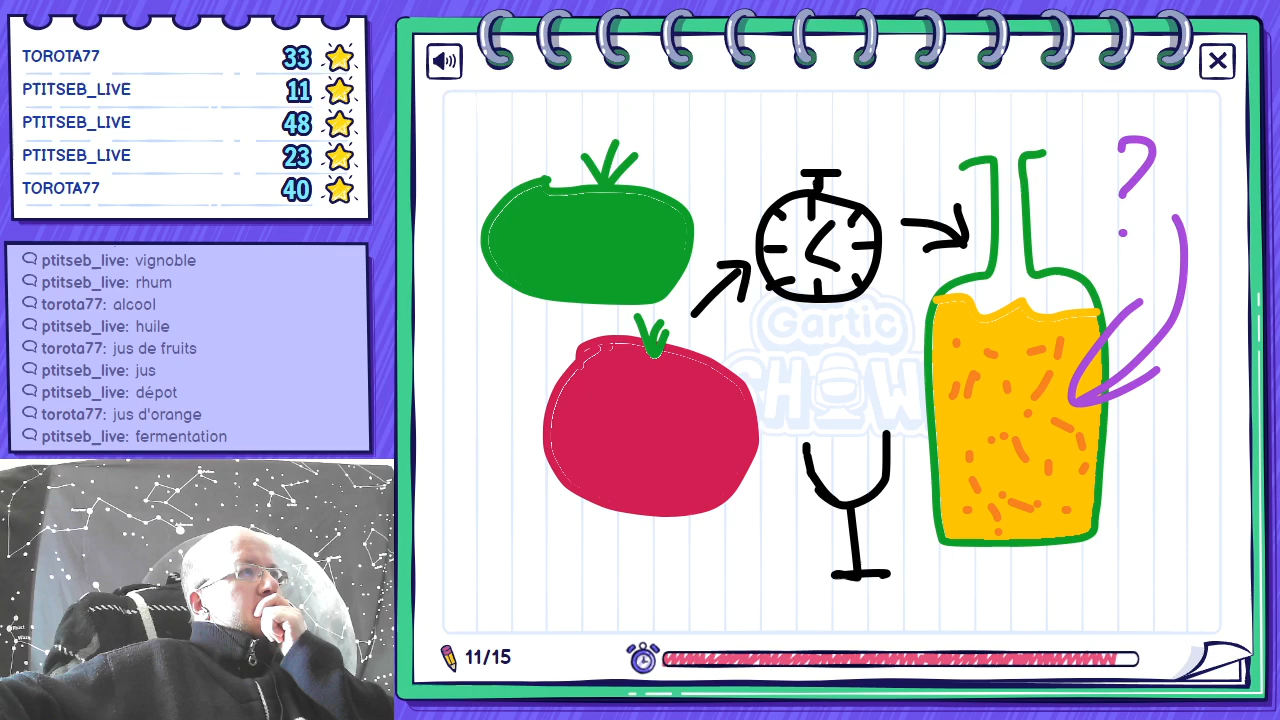 TOROTA77 33
PTITSEB_LIVE 11
PTITSEB_LIVE 48
PTITSEB_LIVE 23
TOROTA77 40
ptitseb_live: vignoble
ptitseb_live: rhum
torota77: alcool
ptitseb_live: huile
torota77: jus de fruits
ptitseb_live: jus
ptitseb_live: dépot
torota77: jus d'orange
ptitseb_live: fermentation
?
Gartic
SHOW
11/15